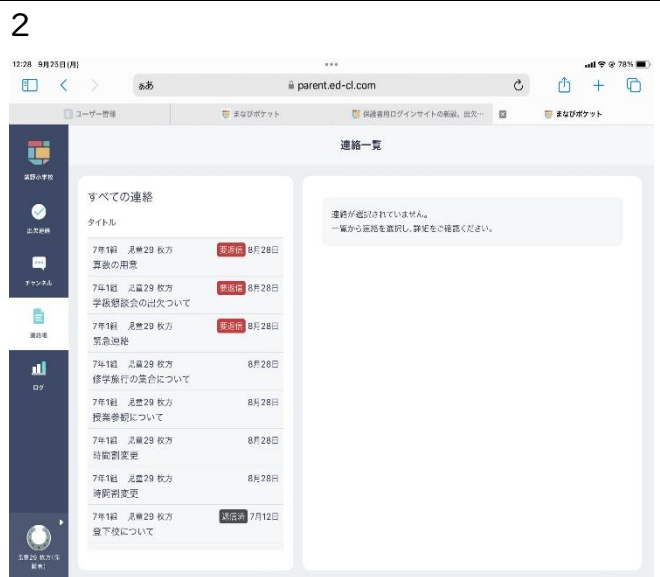 2
12:28 9月25日(月)
78%
ああ
parent.ed-cl.com
ユーザー管理
まなびポケット
保護者用ログインサイトの新設、出欠…
まなびポケット
連絡一覧
出欠連絡
チャンネル
連絡帳
ログ
すべての連絡
タイトル
7年1組 児童29 枚方 要返信 8月28日
算数の用意
7年1組 児童29 枚方 要返信 8月28日
学級懇談会の出欠ついて
7年1組 児童29 枚方 要返信 8月28日
緊急連絡
7年1組 児童29 枚方 8月28日
修学旅行の集合について
7年1組 児童29 枚方 8月28日
授業参観について
7年1組 児童29 枚方 8月28日
時間割変更
7年1組 児童29 枚方 8月28日
時間割変更
7年1組 児童29 枚方 返信済 7月12日
登下校について
連絡が選択されていません。
一覧から連絡を選択し、詳細をご確認ください。
児童29 枚方(保
護者)